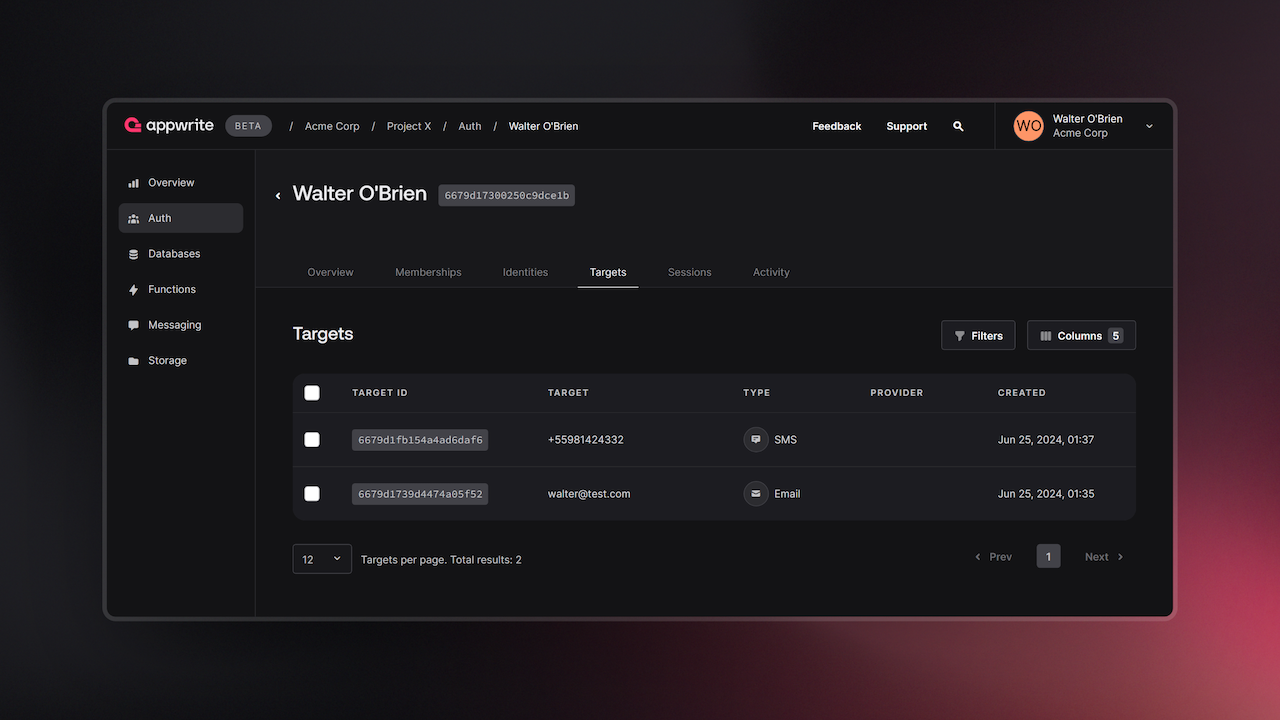 appwrite BETA / Acme Corp / Project X / Auth / Walter O'Brien Feedback Support WO Walter O'Brien
Acme Corp
Overview
Auth
Databases
Functions
Messaging
Storage
Walter O'Brien 6679d17300250c9dce1b
Overview Memberships Identities Targets Sessions Activity
Targets Filters Columns 5
TARGET ID TARGET TYPE PROVIDER CREATED
6679d1fb154a4ad6daf6 +55981424332 SMS Jun 25, 2024, 01:37
6679d1739d4474a05f52 walter@test.com Email Jun 25, 2024, 01:35
12 Targets per page. Total results: 2 Prev 1 Next